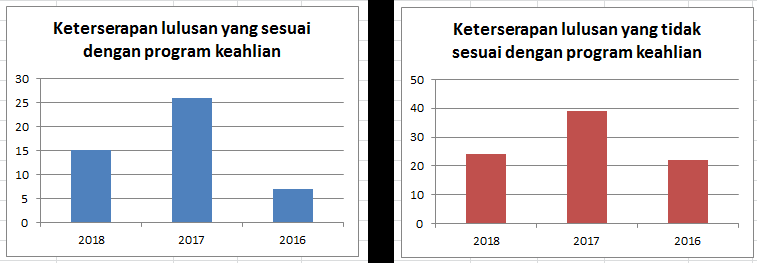 Keterserapan lulusan yang sesuai
dengan program keahlian
30
25
20
15
10
5
0
2018 2017 2016
Keterserapan lulusan yang tidak
sesuai dengan program keahlian
50
40
30
20
10
0
2018 2017 2016